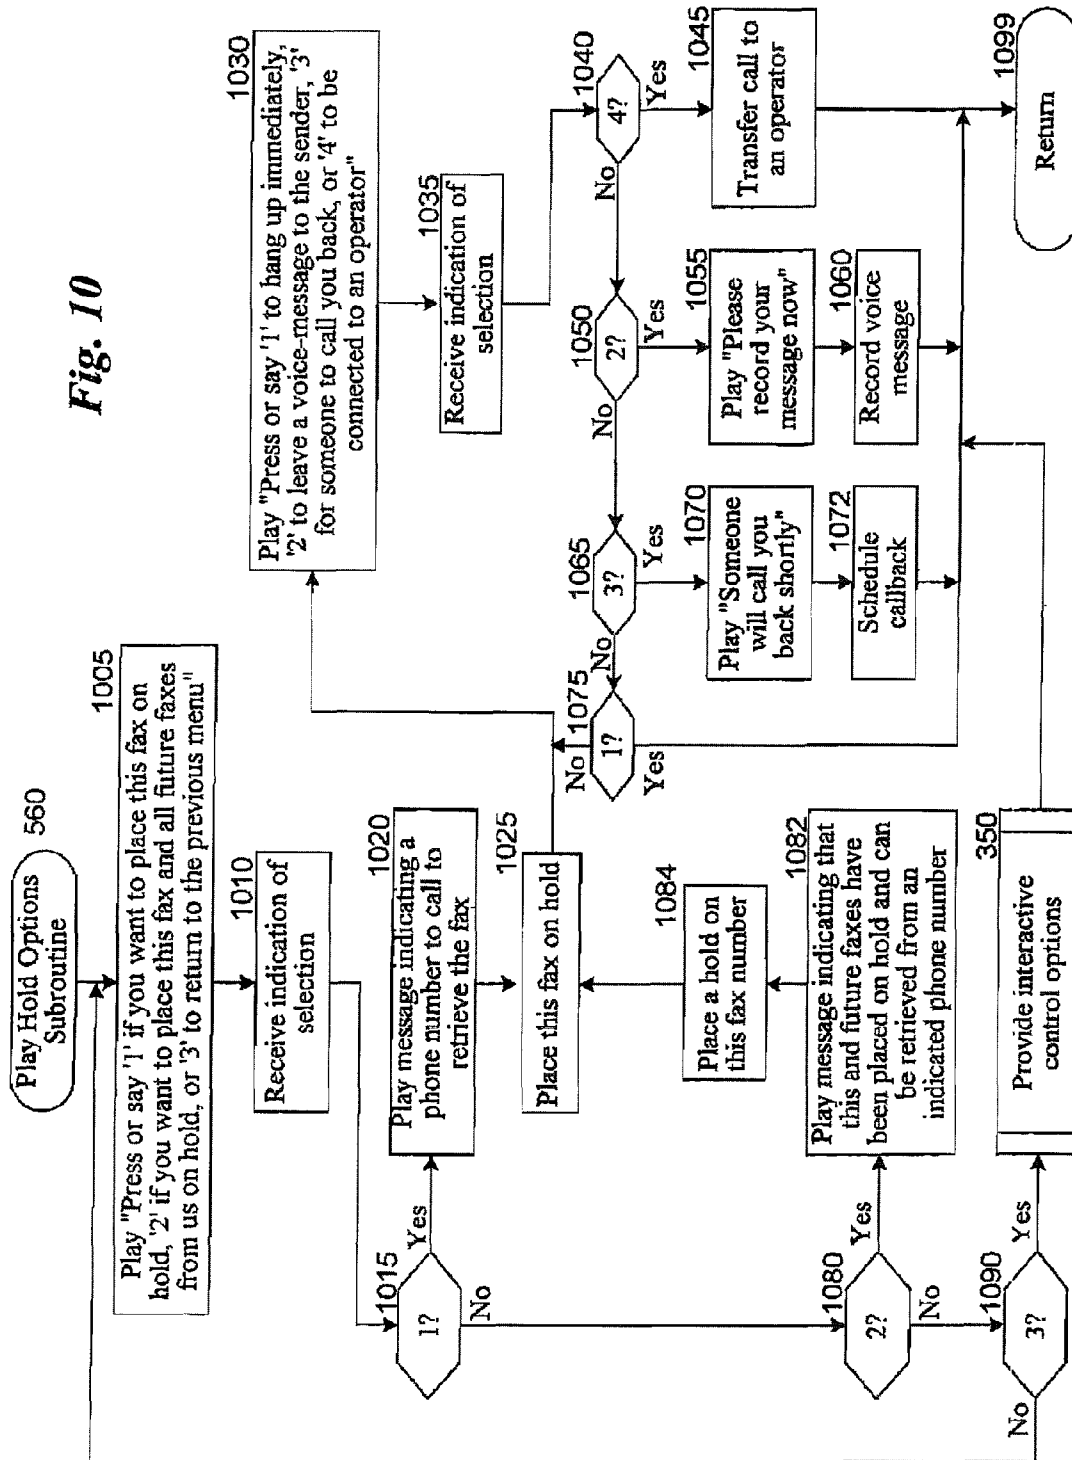 Fig. 10
Play Hold Options
Subroutine
560
1005
Play "Press or say '1' if you want to place this fax on
hold, '2' if you want to place this fax and all future faxes
from us on hold, or '3' to return to the previous menu"
1010
Receive indication of
selection
1015
1?
Yes
No
1020
Play message indicating a
phone number to call to
retrieve the fax
1025
Place this fax on hold
1084
Place a hold on
this fax number
1080
2?
Yes
No
1082
Play message indicating that
this and future faxes have
been placed on hold and can
be retrieved from an
indicated phone number
1090
3?
Yes
No
350
Provide interactive
control options
1030
Play "Press or say '1' to hang up immediately,
'2' to leave a voice-message to the sender, '3'
for someone to call you back, or '4' to be
connected to an operator"
1035
Receive indication of
selection
1040
4?
Yes
No
1045
Transfer call to
an operator
1050
2?
Yes
No
1055
Play "Please
record your
message now"
1060
Record voice
message
1065
3?
Yes
No
1070
Play "Someone
will call you
back shortly"
1072
Schedule
callback
1075
1?
No
Yes
1099
Return